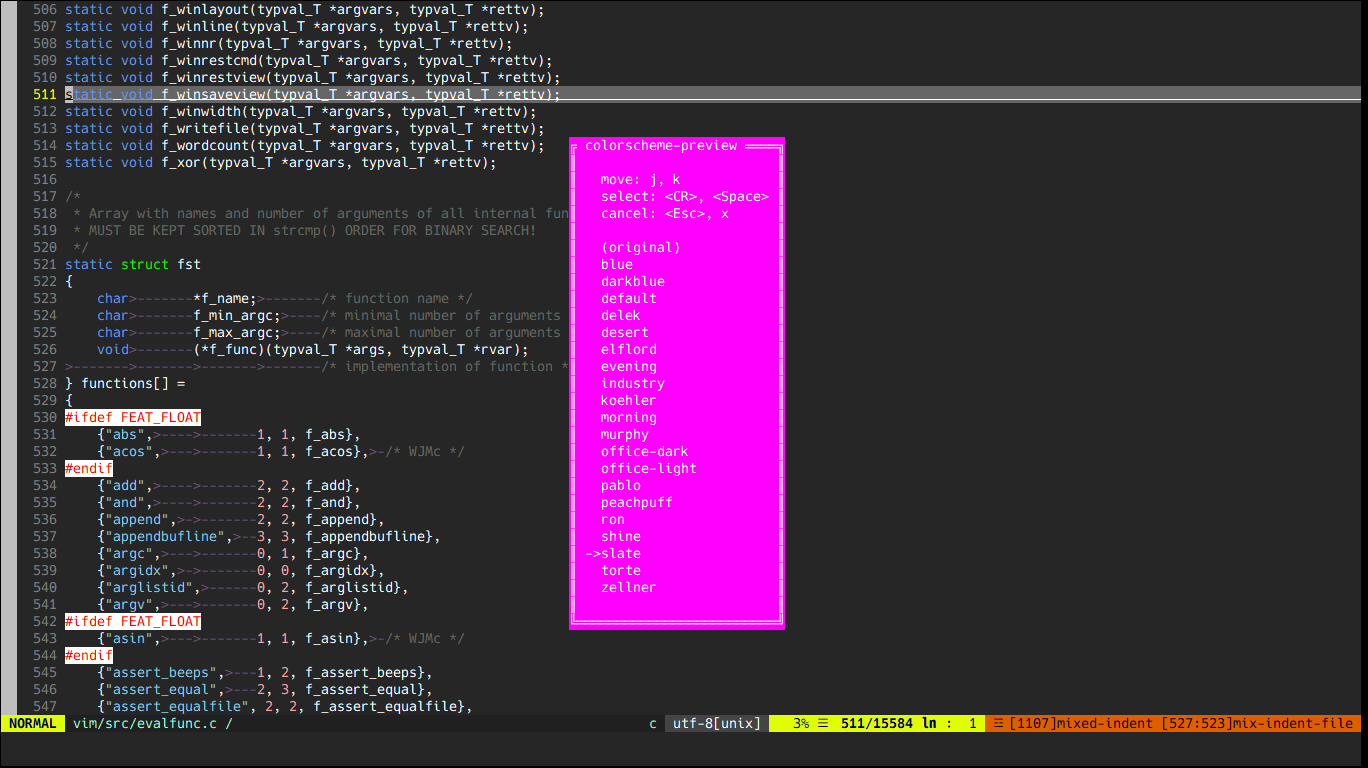 506 static void f_winlayout(typval_T *argvars, typval_T *rettv);
507 static void f_winline(typval_T *argvars, typval_T *rettv);
508 static void f_winnr(typval_T *argvars, typval_T *rettv);
509 static void f_winrestcmd(typval_T *argvars, typval_T *rettv);
510 static void f_winrestview(typval_T *argvars, typval_T *rettv);
511 static void f_winsaveview(typval_T *argvars, typval_T *rettv);
512 static void f_winwidth(typval_T *argvars, typval_T *rettv);
513 static void f_writefile(typval_T *argvars, typval_T *rettv);
514 static void f_wordcount(typval_T *argvars, typval_T *rettv);
515 static void f_xor(typval_T *argvars, typval_T *rettv);
516
517 /*
518  * Array with names and number of arguments of all internal fun
519  * MUST BE KEPT SORTED IN strcmp() ORDER FOR BINARY SEARCH!
520  */
521 static struct fst
522 {
523     char>-------*f_name;>-------/* function name */
524     char>-------f_min_argc;>----/* minimal number of arguments
525     char>-------f_max_argc;>----/* maximal number of arguments
526     void>-------(*f_func)(typval_T *args, typval_T *rvar);
527 >------->------->------->-------/* implementation of function *
528 } functions[] =
529 {
530 #ifdef FEAT_FLOAT
531     {"abs",>---->-------1, 1, f_abs},
532     {"acos",>--->-------1, 1, f_acos},>-/* WJMc */
533 #endif
534     {"add",>---->-------2, 2, f_add},
535     {"and",>---->-------2, 2, f_and},
536     {"append",>->-------2, 2, f_append},
537     {"appendbufline",>--3, 3, f_appendbufline},
538     {"argc",>--->-------0, 1, f_argc},
539     {"argidx",>->-------0, 0, f_argidx},
540     {"arglistid",>------0, 2, f_arglistid},
541     {"argv",>--->-------0, 2, f_argv},
542 #ifdef FEAT_FLOAT
543     {"asin",>--->-------1, 1, f_asin},>-/* WJMc */
544 #endif
545     {"assert_beeps",>---1, 2, f_assert_beeps},
546     {"assert_equal",>---2, 3, f_assert_equal},
547     {"assert_equalfile", 2, 2, f_assert_equalfile},
colorscheme-preview
move: j, k
select: <CR>, <Space>
cancel: <Esc>, x
(original)
blue
darkblue
default
delek
desert
elflord
evening
industry
koehler
morning
murphy
office-dark
office-light
pablo
peachpuff
ron
shine
->slate
torte
zellner
NORMAL vim/src/evalfunc.c / c utf-8[unix] 3% ☰ 511/15584 ln : 1 ☲ [1107]mixed-indent [527:523]mix-indent-file